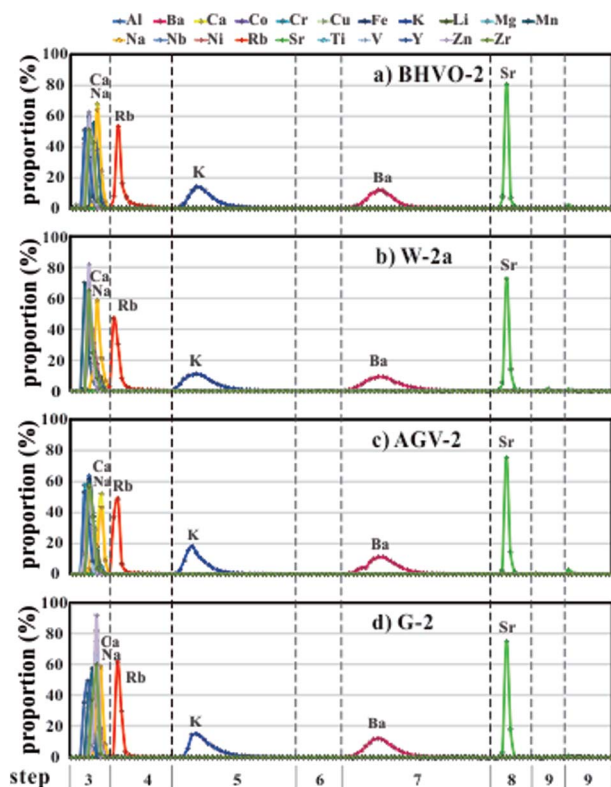 Al Ba Ca Co Cr Cu Fe K Li Mg Mn
Na Nb Ni Rb Sr Ti V Y Zn Zr
proportion (%)
100
80
60
40
20
0
a) BHVO-2
Ca
Na
Rb
K
Ba
Sr
proportion (%)
100
80
60
40
20
0
b) W-2a
Ca
Na
Rb
K
Ba
Sr
proportion (%)
100
80
60
40
20
0
c) AGV-2
Ca
Na
Rb
K
Ba
Sr
proportion (%)
100
80
60
40
20
0
d) G-2
Ca
Na
Rb
K
Ba
Sr
step 3 4 5 6 7 8 9 9